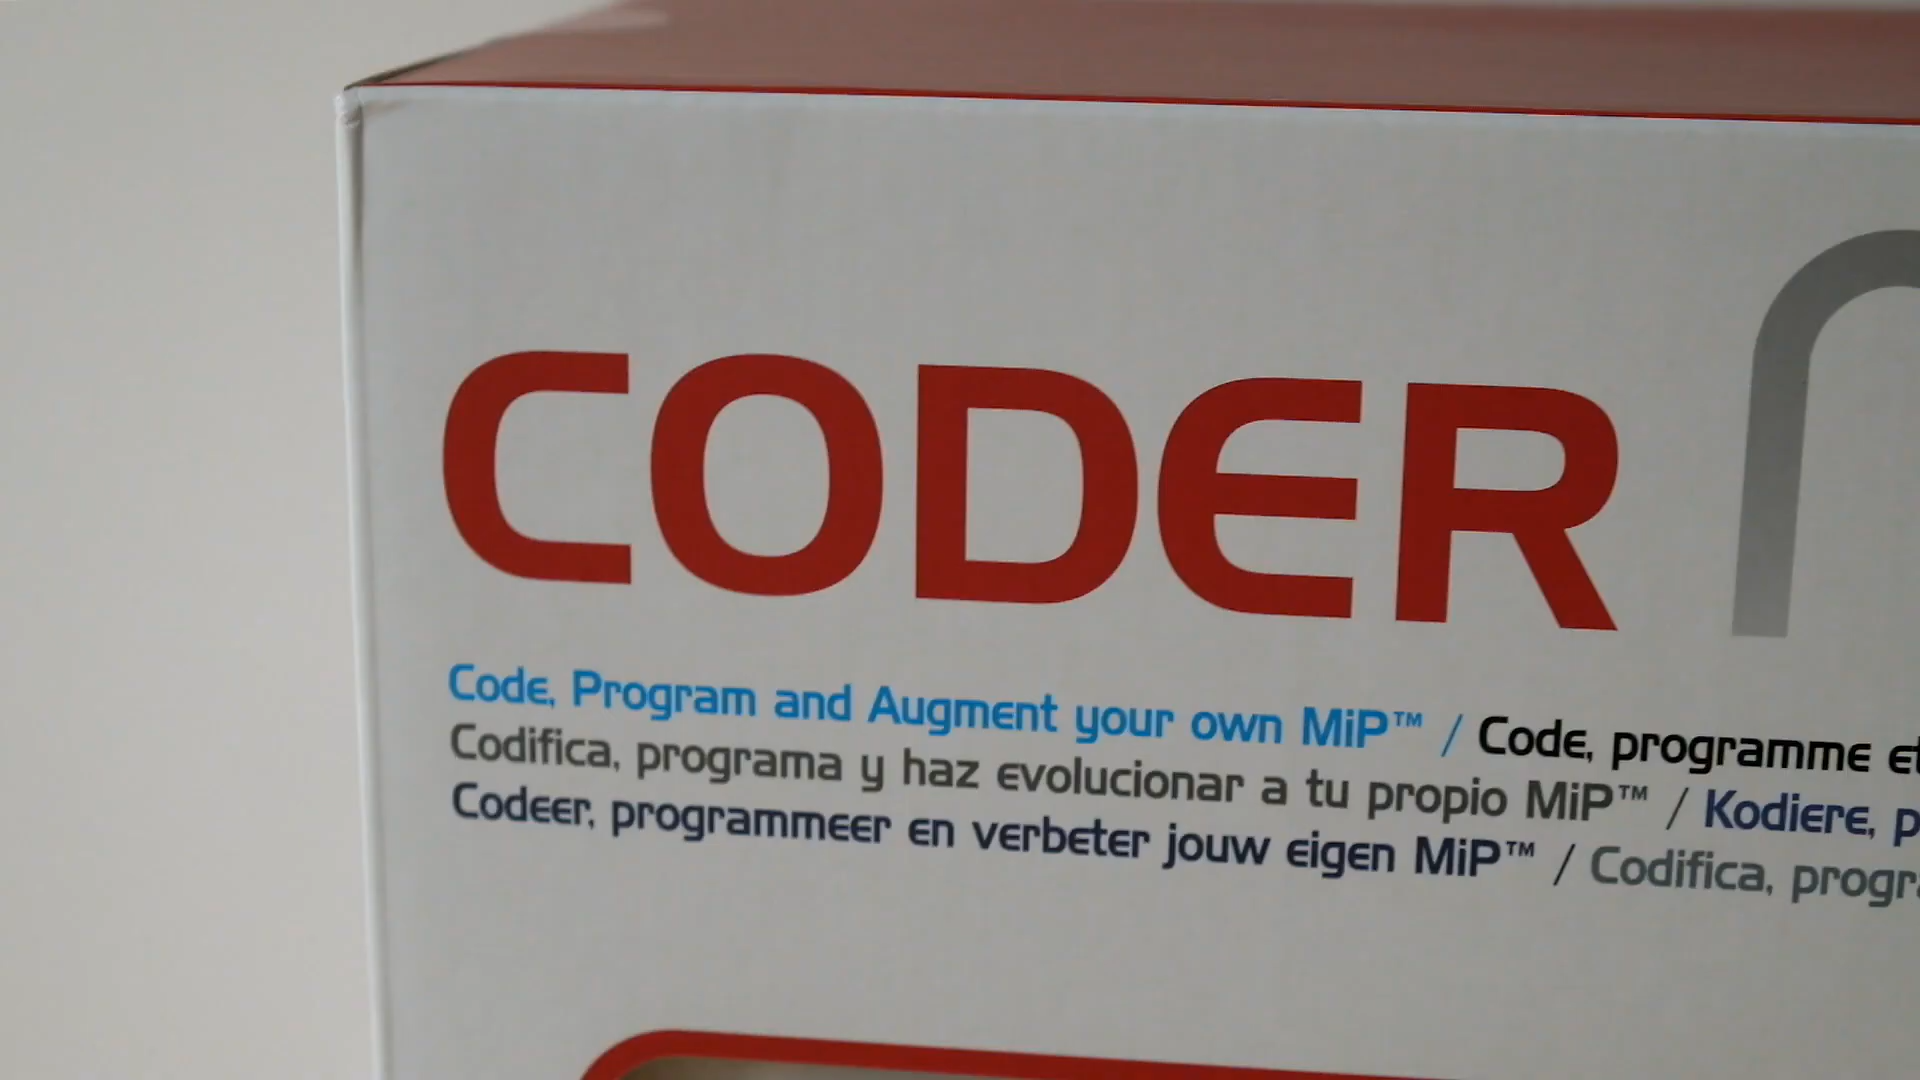 CODER
Code, Program and Augment your own MiP™ / Code, programme et
Codifica, programa y haz evolucionar a tu propio MiP™ / Kodiere,
Codeer, programmeer en verbeter jouw eigen MiP™ / Codifica,